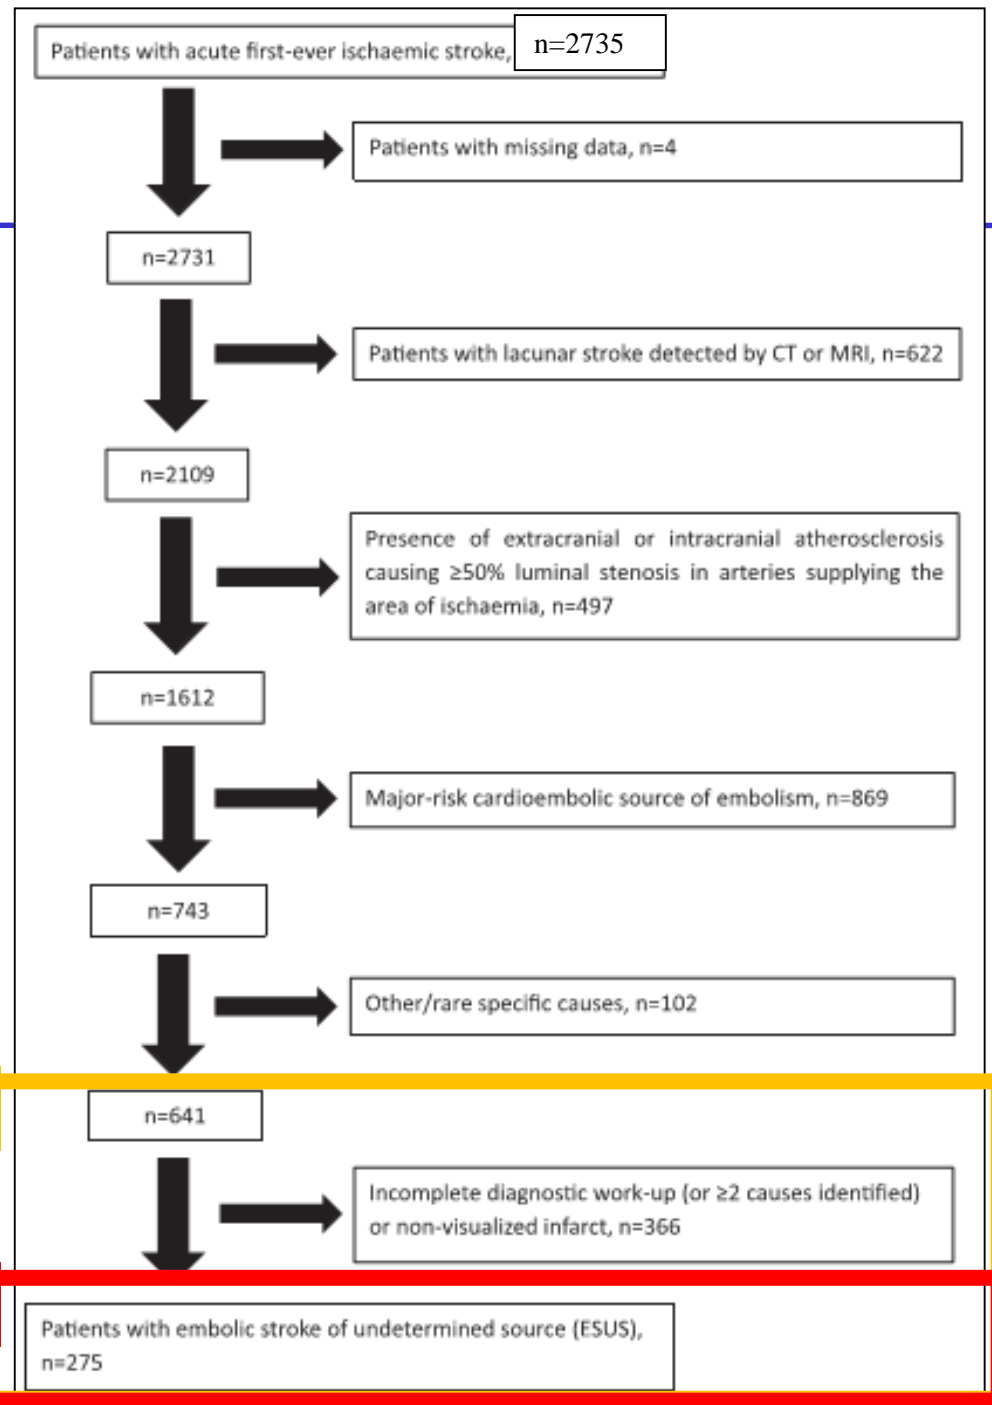 Patients with acute first-ever ischaemic stroke, n=2735
Patients with missing data, n=4
n=2731
Patients with lacunar stroke detected by CT or MRI, n=622
n=2109
Presence of extracranial or intracranial atherosclerosis
causing ≥50% luminal stenosis in arteries supplying the
area of ischaemia, n=497
n=1612
Major-risk cardioembolic source of embolism, n=869
n=743
Other/rare specific causes, n=102
n=641
Incomplete diagnostic work-up (or ≥2 causes identified)
or non-visualized infarct, n=366
Patients with embolic stroke of undetermined source (ESUS),
n=275